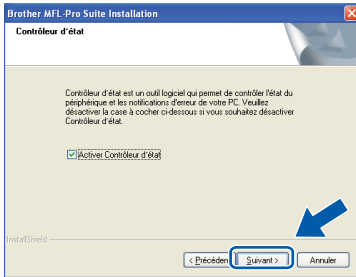 Brother MFL-Pro Suite Installation
Contrôleur d'état
Contrôleur d'état est un outil logiciel qui permet de contrôler l'état du
périphérique et les notifications d'erreur de votre PC. Veuillez
désactiver la case à cocher ci-dessous si vous souhaitez désactiver
Contrôleur d'état.
Activer Contrôleur d'état
InstallShield
< Précéden Suivant > Annuler